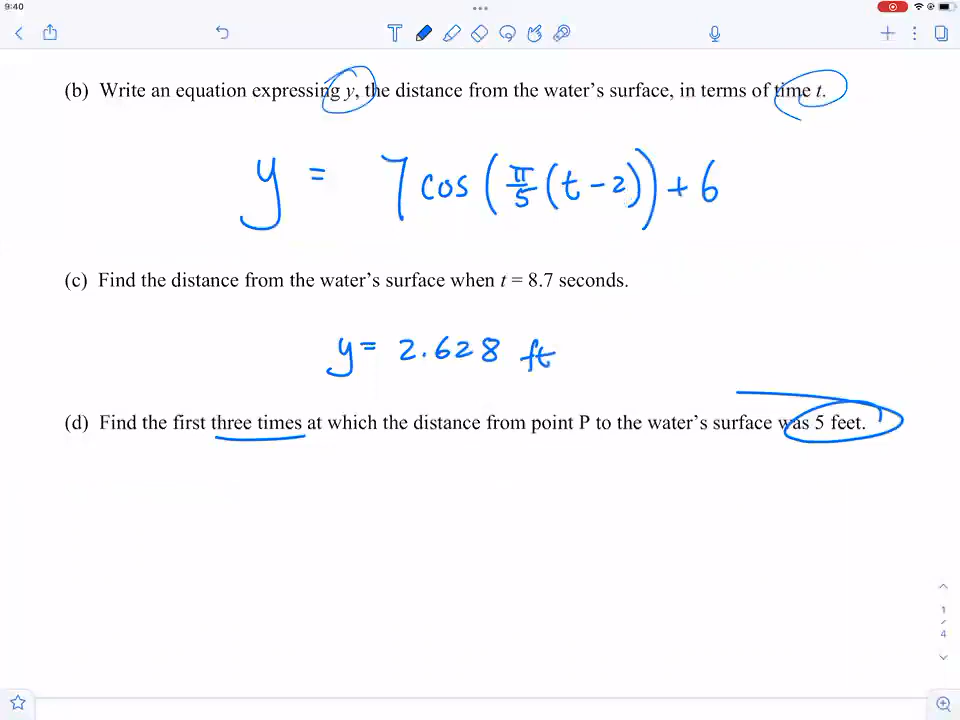 9:40
T
(b) Write an equation expressing y, the distance from the water's surface, in terms of time t.
y = 7 cos (π/5 (t - 2)) + 6
(c) Find the distance from the water's surface when t = 8.7 seconds.
y = 2.628 ft
(d) Find the first three times at which the distance from point P to the water's surface was 5 feet.
1
/
4